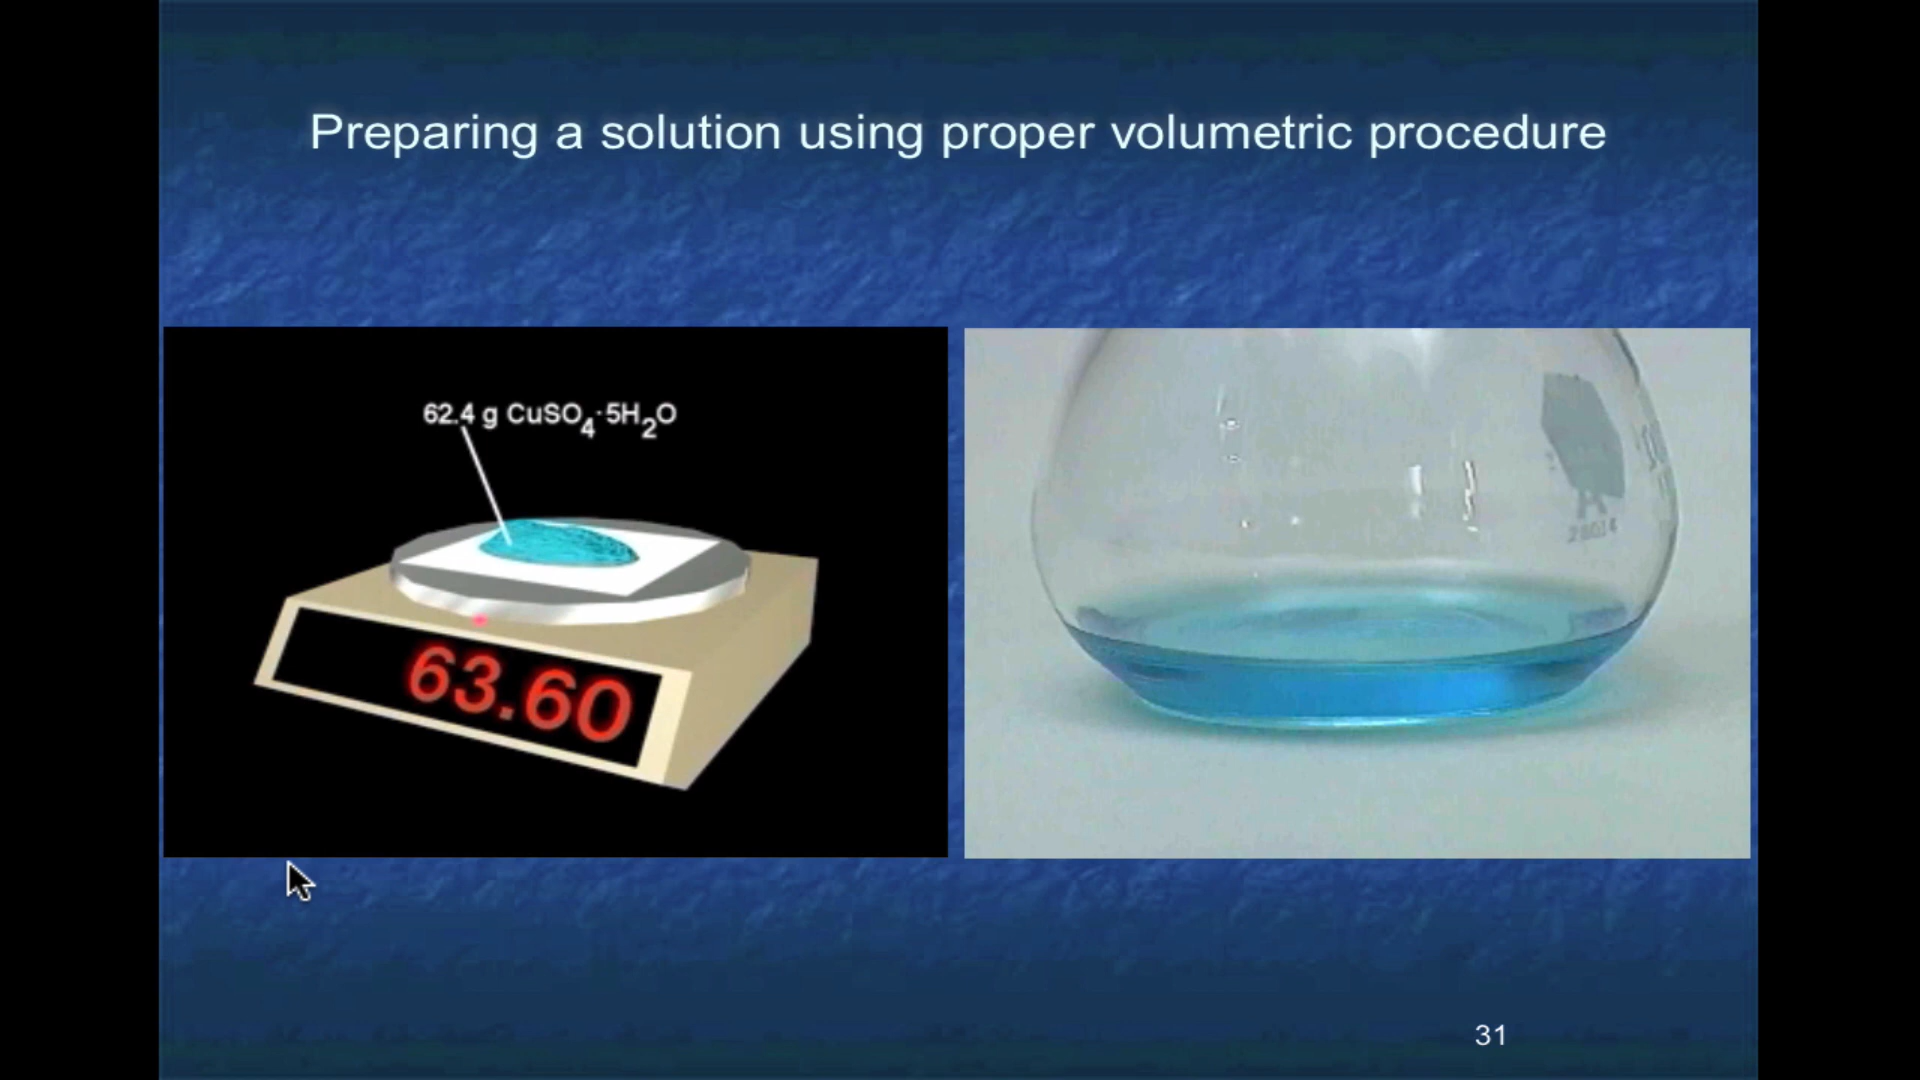 Preparing a solution using proper volumetric procedure
62.4 g CuSO₄·5H₂O
63.60
31